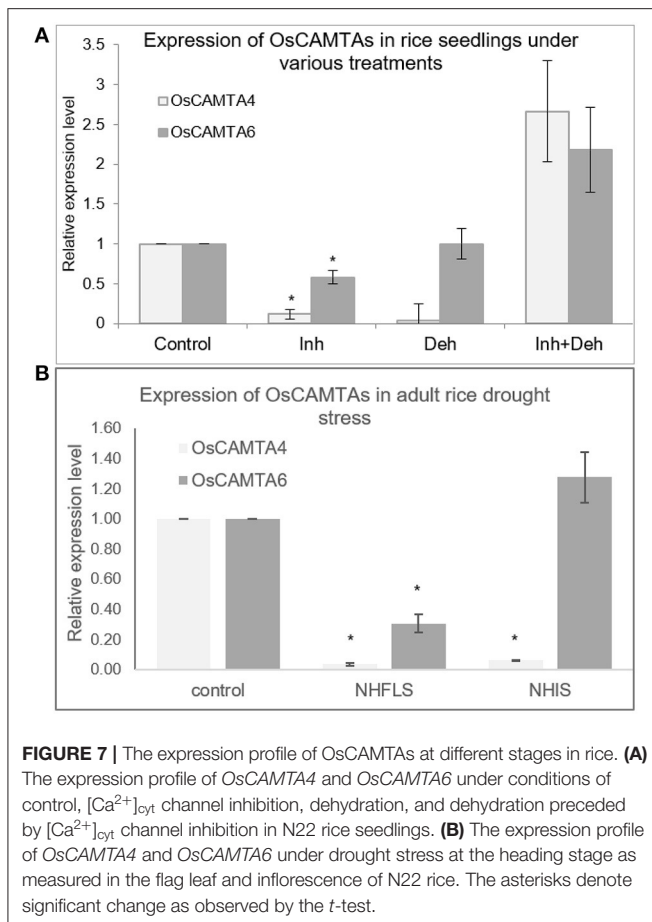 A
Expression of OsCAMTAs in rice seedlings under
various treatments
OsCAMTA4
OsCAMTA6
Relative expression level
3.5
3
2.5
2
1.5
1
0.5
0
* *
Control Inh Deh Inh+Deh
B
Expression of OsCAMTAs in adult rice drought
stress
OsCAMTA4
OsCAMTA6
Relative expression level
1.60
1.40
1.20
1.00
0.80
0.60
0.40
0.20
0.00
* * *
control NHFLS NHIS
FIGURE 7 | The expression profile of OsCAMTAs at different stages in rice. (A)
The expression profile of OsCAMTA4 and OsCAMTA6 under conditions of
control, [Ca²⁺]cyt channel inhibition, dehydration, and dehydration preceded
by [Ca²⁺]cyt channel inhibition in N22 rice seedlings. (B) The expression profile
of OsCAMTA4 and OsCAMTA6 under drought stress at the heading stage as
measured in the flag leaf and inflorescence of N22 rice. The asterisks denote
significant change as observed by the t-test.